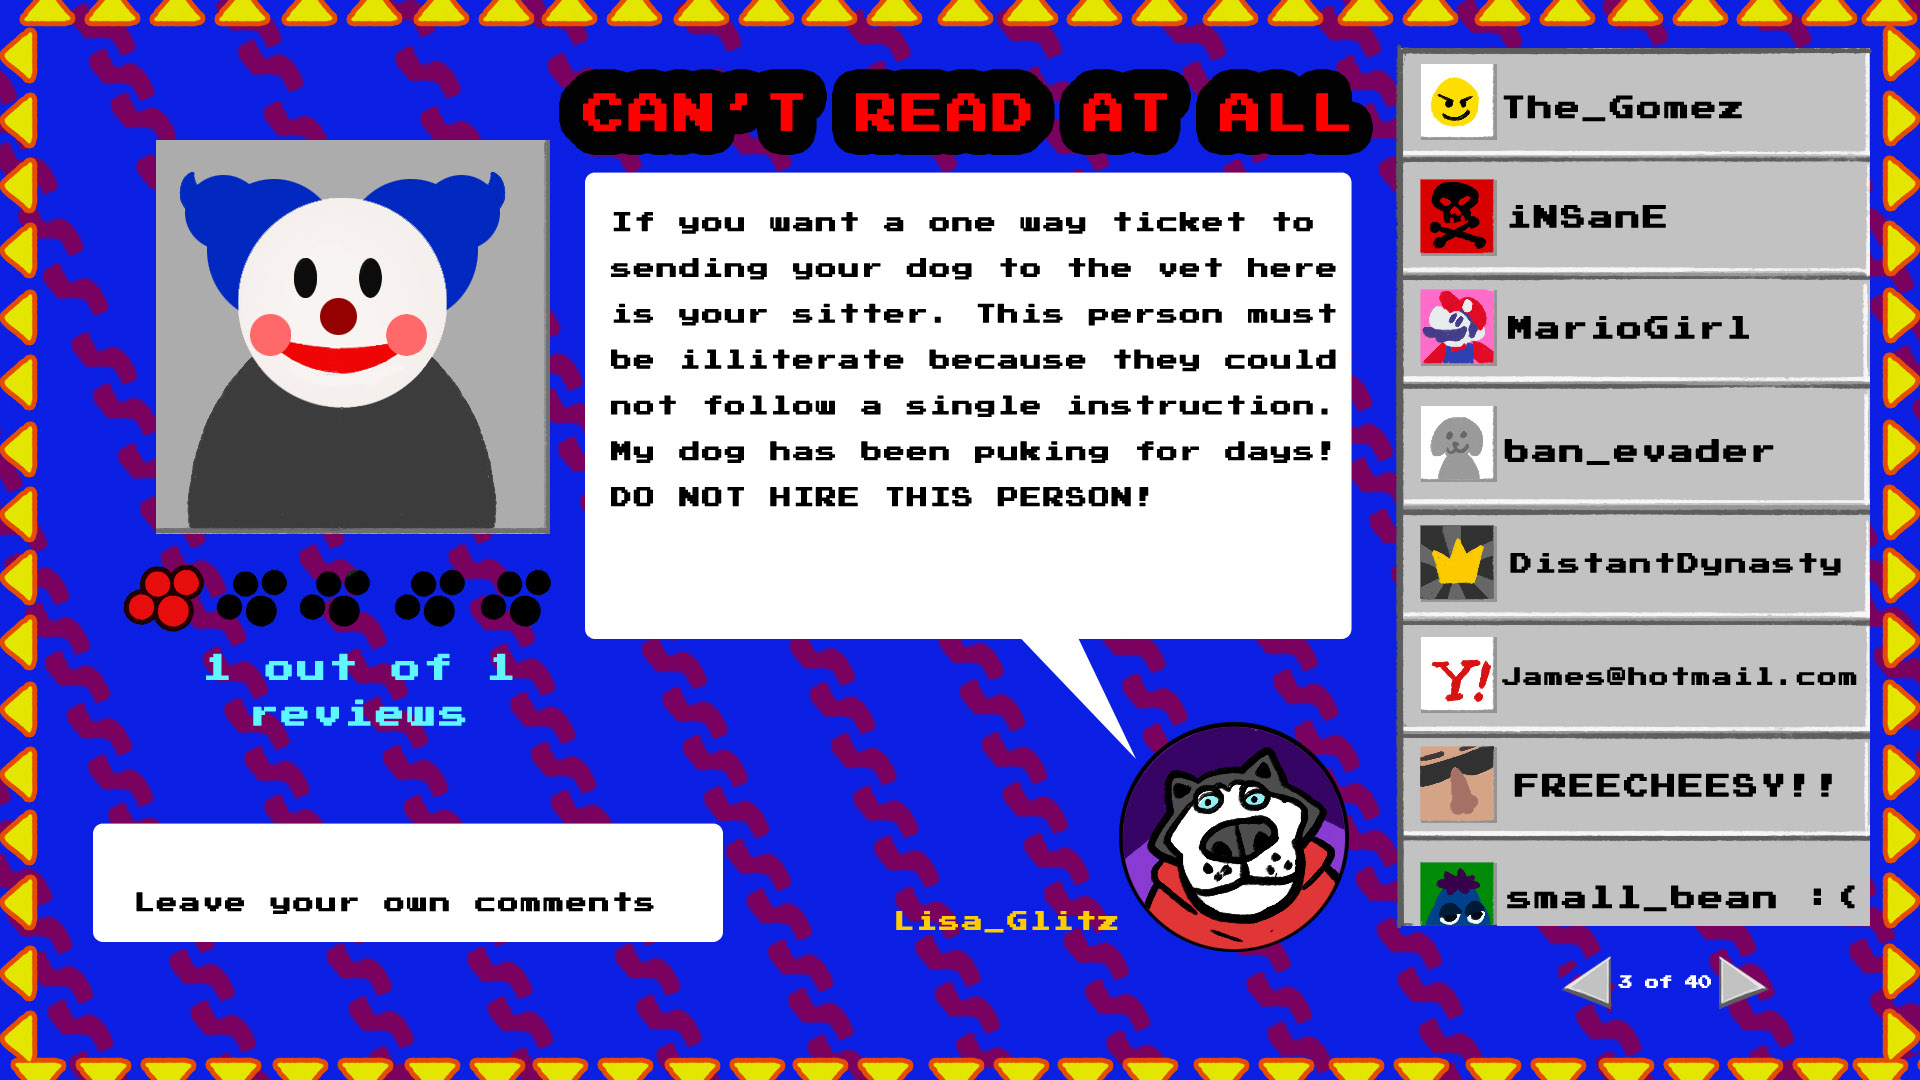 CAN'T READ AT ALL
If you want a one way ticket to
sending your dog to the vet here
is your sitter. This person must
be illiterate because they could
not follow a single instruction.
My dog has been puking for days!
DO NOT HIRE THIS PERSON!
1 out of 1
reviews
Leave your own comments
Lisa_Glitz
The_Gomez
iNSanE
MarioGirl
ban_evader
DistantDynasty
Y!
James@hotmail.com
FREECHEESY!!
small_bean :(
3 of 40